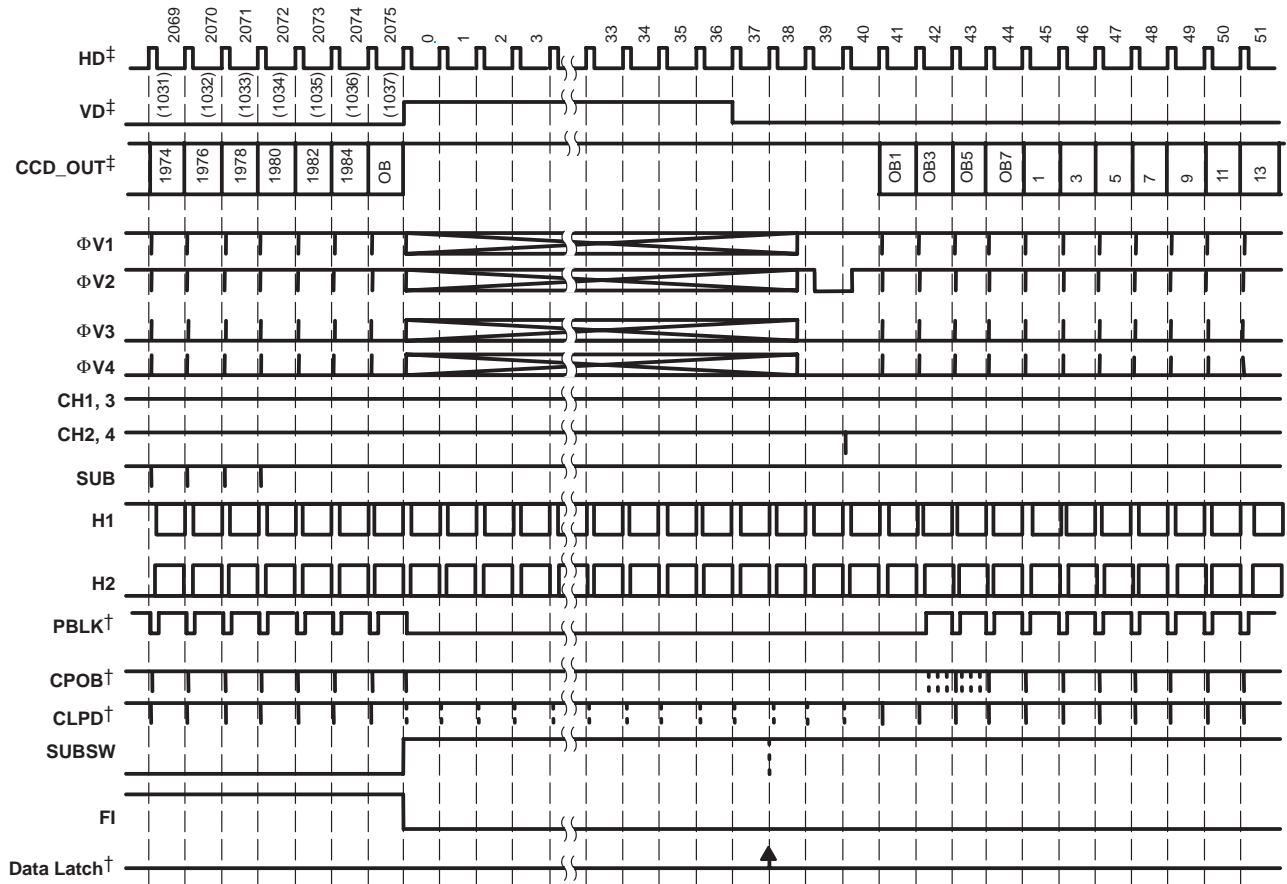 2069 2070 2071 2072 2073 2074 2075 0 1 2 3 33 34 35 36 37 38 39 40 41 42 43 44 45 46 47 48 49 50 51
HD‡
(1031) (1032) (1033) (1034) (1035) (1036) (1037)
VD‡
CCD_OUT‡ 1974 1976 1978 1980 1982 1984 OB OB1 OB3 OB5 OB7 1 3 5 7 9 11 13
ΦV1
ΦV2
ΦV3
ΦV4
CH1, 3
CH2, 4
SUB
H1
H2
PBLK†
CPOB†
CLPD†
SUBSW
FI
Data Latch†